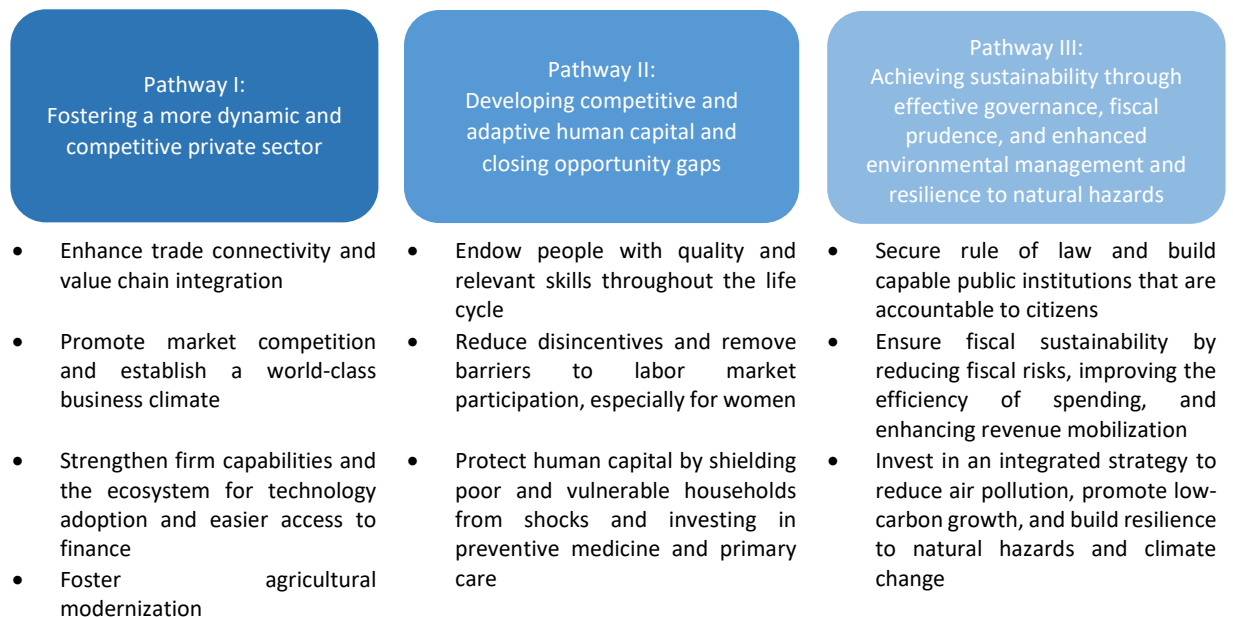 Pathway I:
Fostering a more dynamic and
competitive private sector
Pathway II:
Developing competitive and
adaptive human capital and
closing opportunity gaps
Pathway III:
Achieving sustainability through
effective governance, fiscal
prudence, and enhanced
environmental management and
resilience to natural hazards
• Enhance trade connectivity and
value chain integration
• Promote market competition
and establish a world-class
business climate
• Strengthen firm capabilities and
the ecosystem for technology
adoption and easier access to
finance
• Foster agricultural
modernization
• Endow people with quality and
relevant skills throughout the life
cycle
• Reduce disincentives and remove
barriers to labor market
participation, especially for women
• Protect human capital by shielding
poor and vulnerable households
from shocks and investing in
preventive medicine and primary
care
• Secure rule of law and build
capable public institutions that are
accountable to citizens
• Ensure fiscal sustainability by
reducing fiscal risks, improving the
efficiency of spending, and
enhancing revenue mobilization
• Invest in an integrated strategy to
reduce air pollution, promote low-
carbon growth, and build resilience
to natural hazards and climate
change